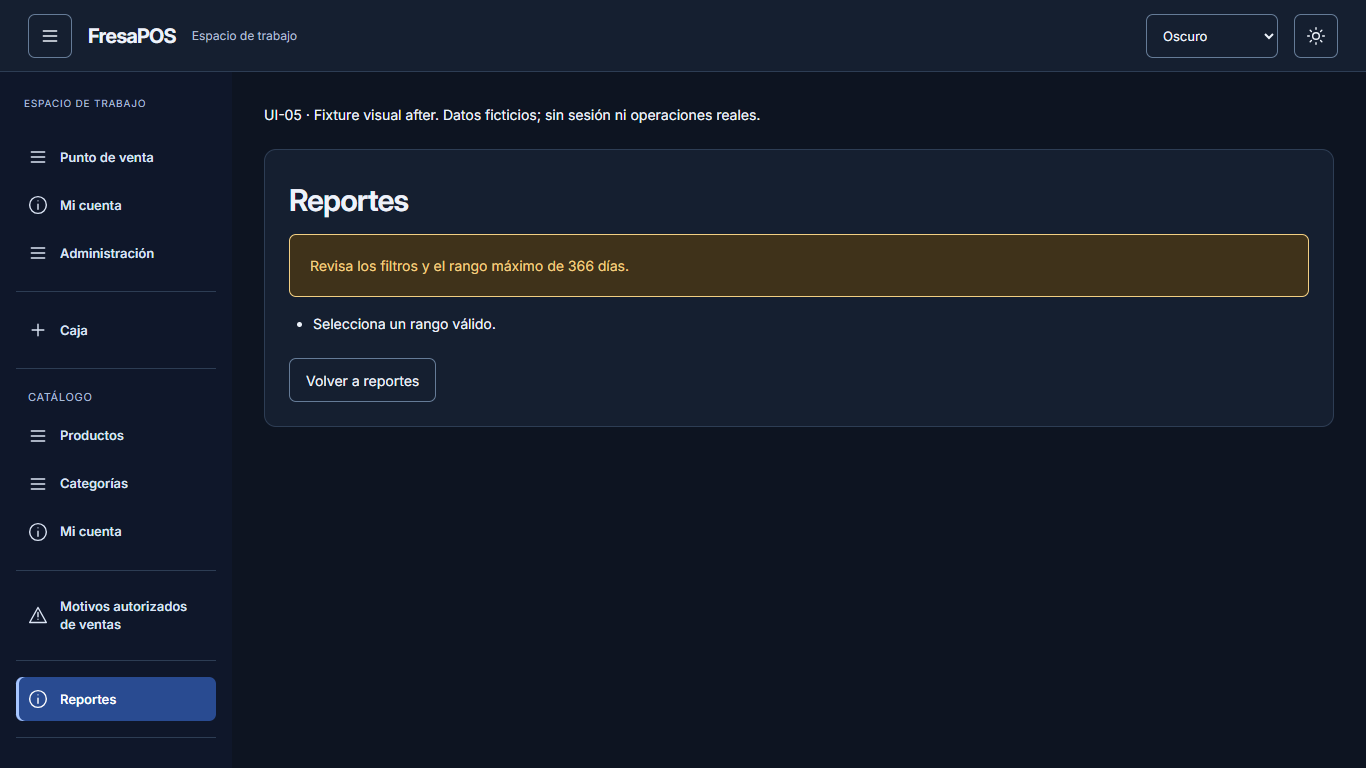 FresaPOS
Espacio de trabajo
Oscuro
ESPACIO DE TRABAJO
Punto de venta
Mi cuenta
Administración
Caja
CATÁLOGO
Productos
Categorías
Mi cuenta
Motivos autorizados
de ventas
Reportes
UI-05 · Fixture visual after. Datos ficticios; sin sesión ni operaciones reales.
Reportes
Revisa los filtros y el rango máximo de 366 días.
• Selecciona un rango válido.
Volver a reportes